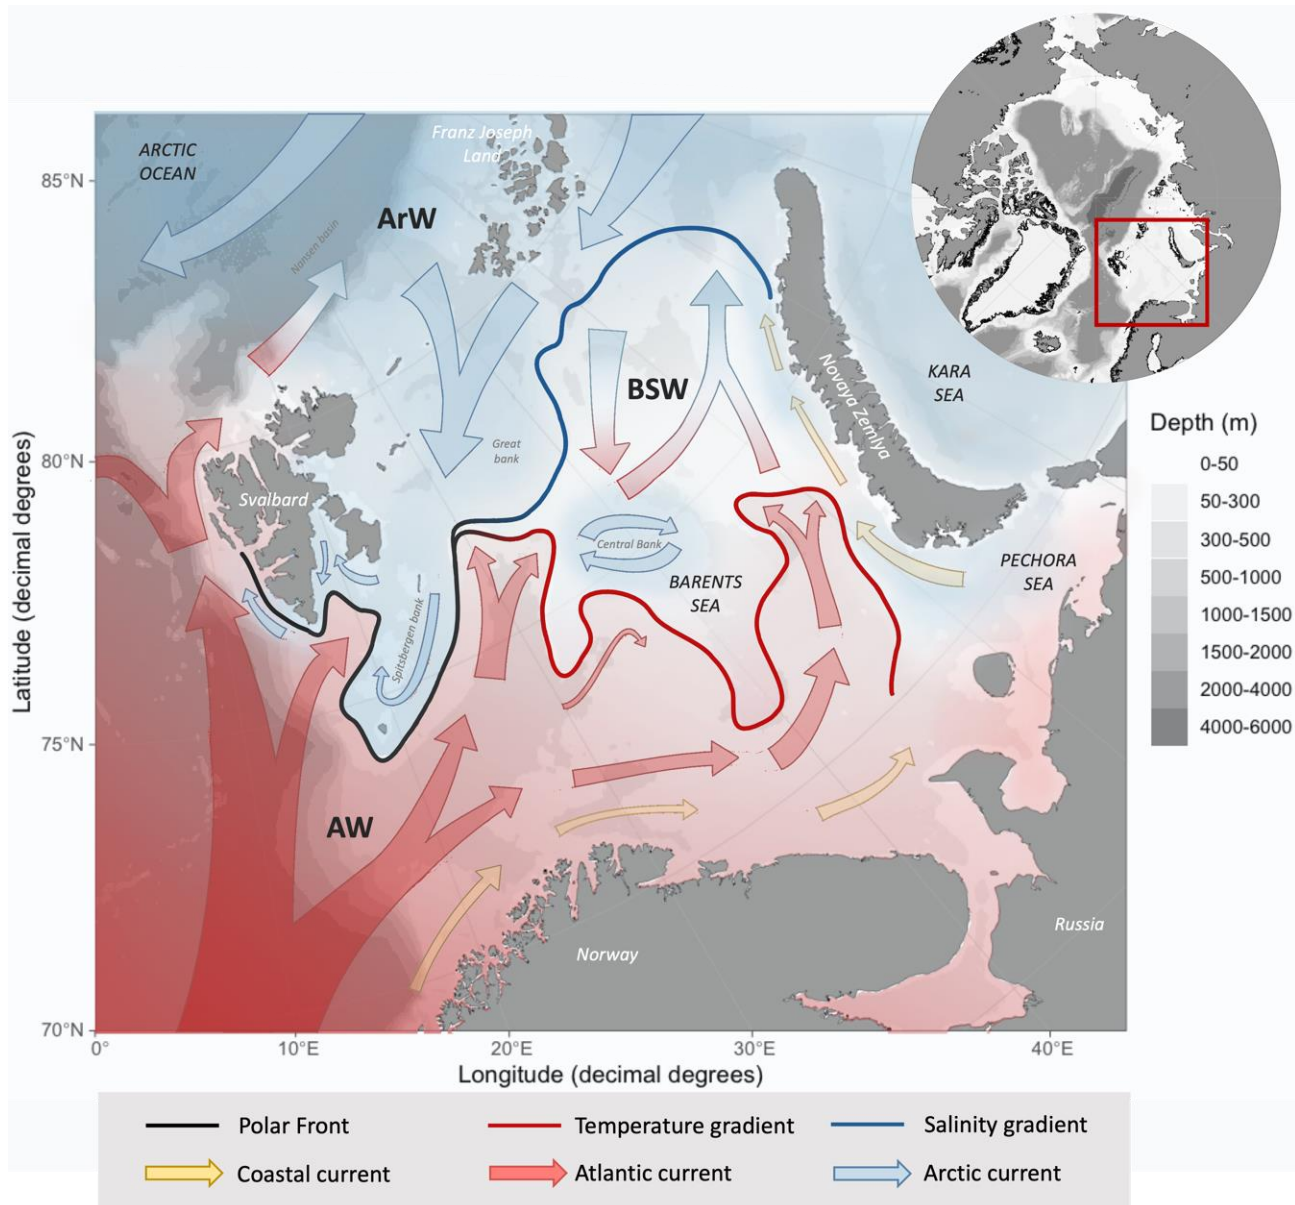 ARCTIC
OCEAN
Franz Joseph
Land
ArW
Nansen basin
85°N
80°N
75°N
70°N
Latitude (decimal degrees)
Svalbard
Great
bank
BSW
Novaya Zemlya
KARA
SEA
Central Bank
BARENTS
SEA
PECHORA
SEA
Spitsbergen bank
AW
Norway
Russia
0°
10°E
20°E
30°E
40°E
Longitude (decimal degrees)
Depth (m)
0-50
50-300
300-500
500-1000
1000-1500
1500-2000
2000-4000
4000-6000
Polar Front
Temperature gradient
Salinity gradient
Coastal current
Atlantic current
Arctic current